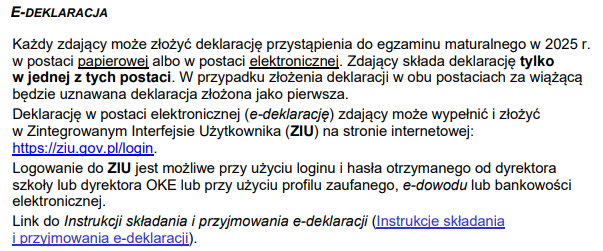 E-DEKLARACJA
Każdy zdający może złożyć deklarację przystąpienia do egzaminu maturalnego w 2025 r.
w postaci papierowej albo w postaci elektronicznej. Zdający składa deklarację tylko
w jednej z tych postaci. W przypadku złożenia deklaracji w obu postaciach za wiążącą
będzie uznawana deklaracja złożona jako pierwsza.
Deklarację w postaci elektronicznej (e-deklarację) zdający może wypełnić i złożyć
w Zintegrowanym Interfejsie Użytkownika (ZIU) na stronie internetowej:
https://ziu.gov.pl/login.
Logowanie do ZIU jest możliwe przy użyciu loginu i hasła otrzymanego od dyrektora
szkoły lub dyrektora OKE lub przy użyciu profilu zaufanego, e-dowodu lub bankowości
elektronicznej.
Link do Instrukcji składania i przyjmowania e-deklaracji (Instrukcje składania
i przyjmowania e-deklaracji).